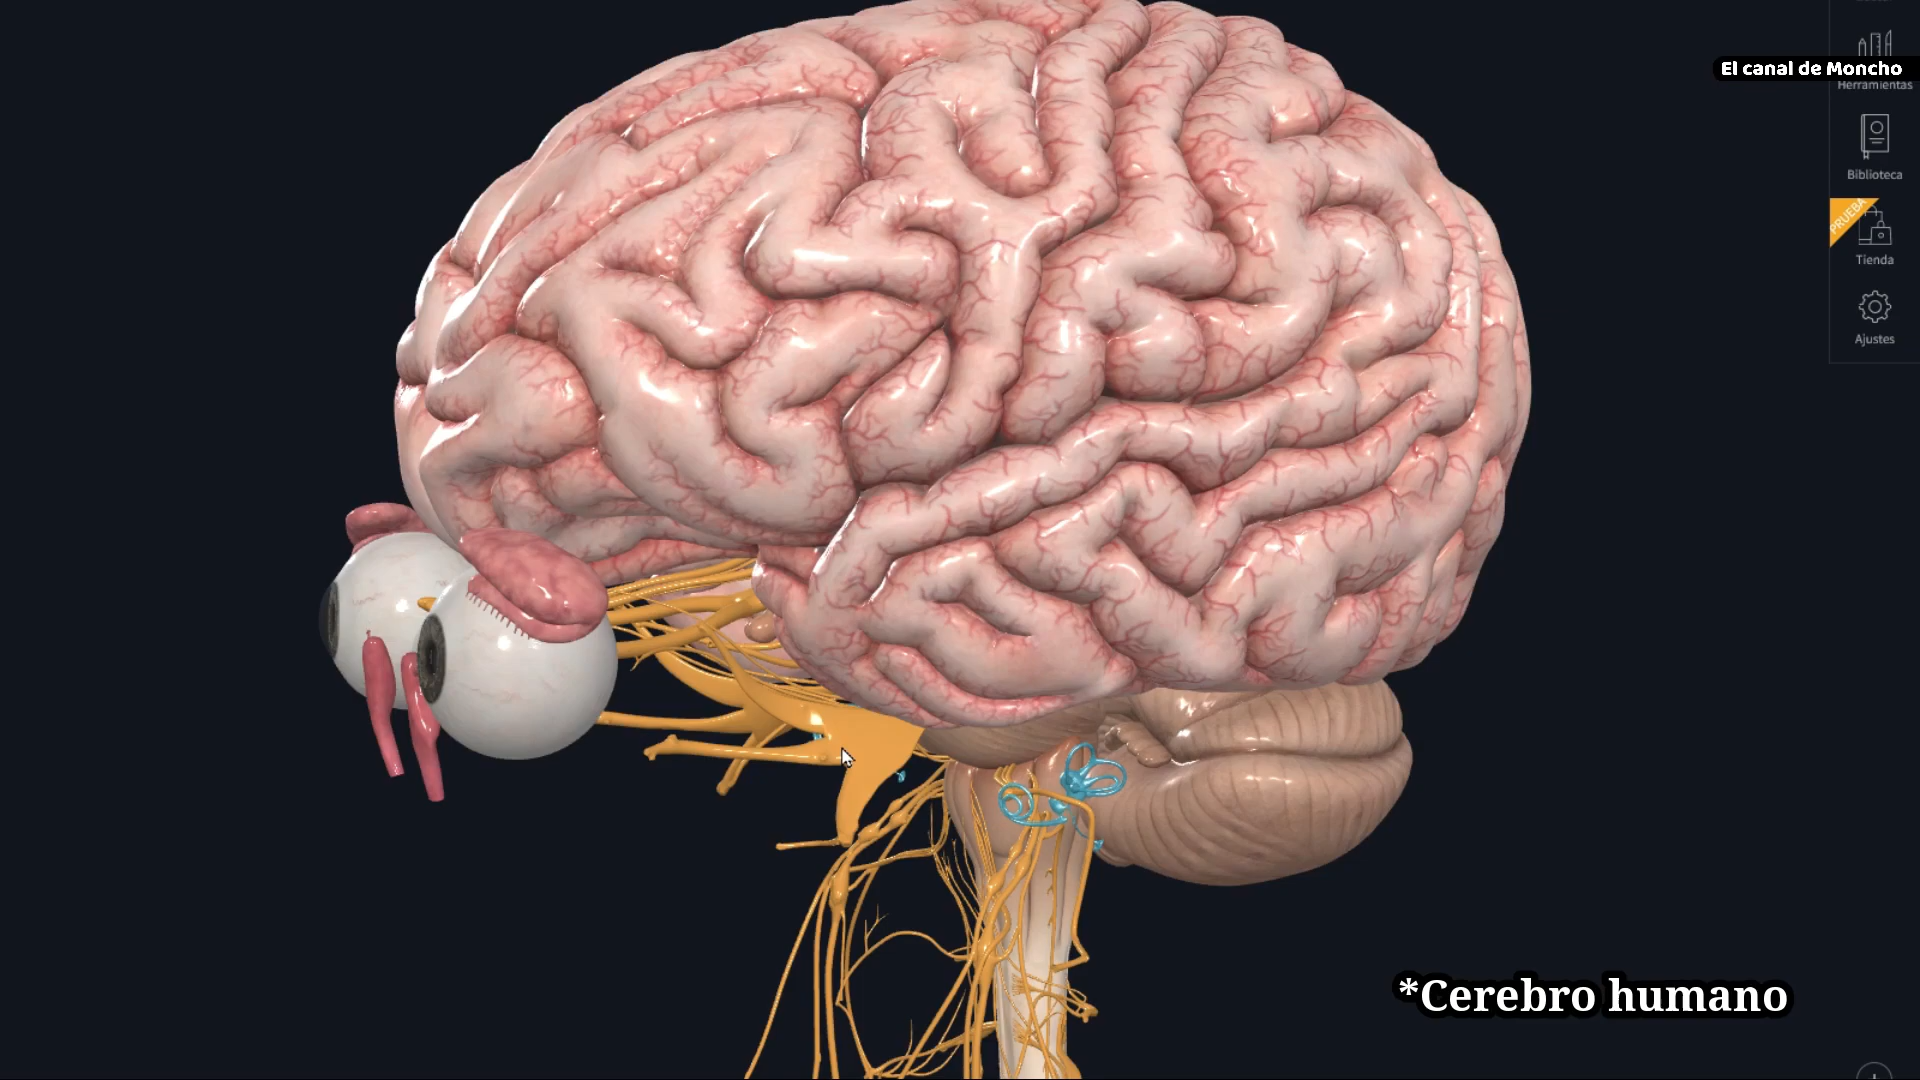 El canal de Moncho
Herramientas
Biblioteca
PRUEBA
Tienda
Ajustes
*Cerebro humano